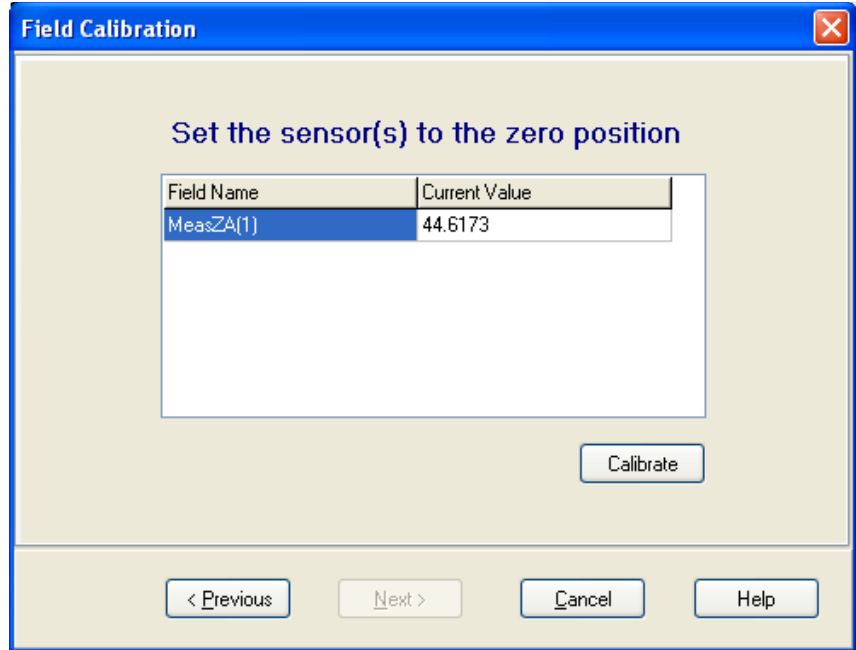 Field Calibration
Set the sensor(s) to the zero position
Field Name Current Value
MeasZA(1) 44.6173
Calibrate
< Previous Next > Cancel Help